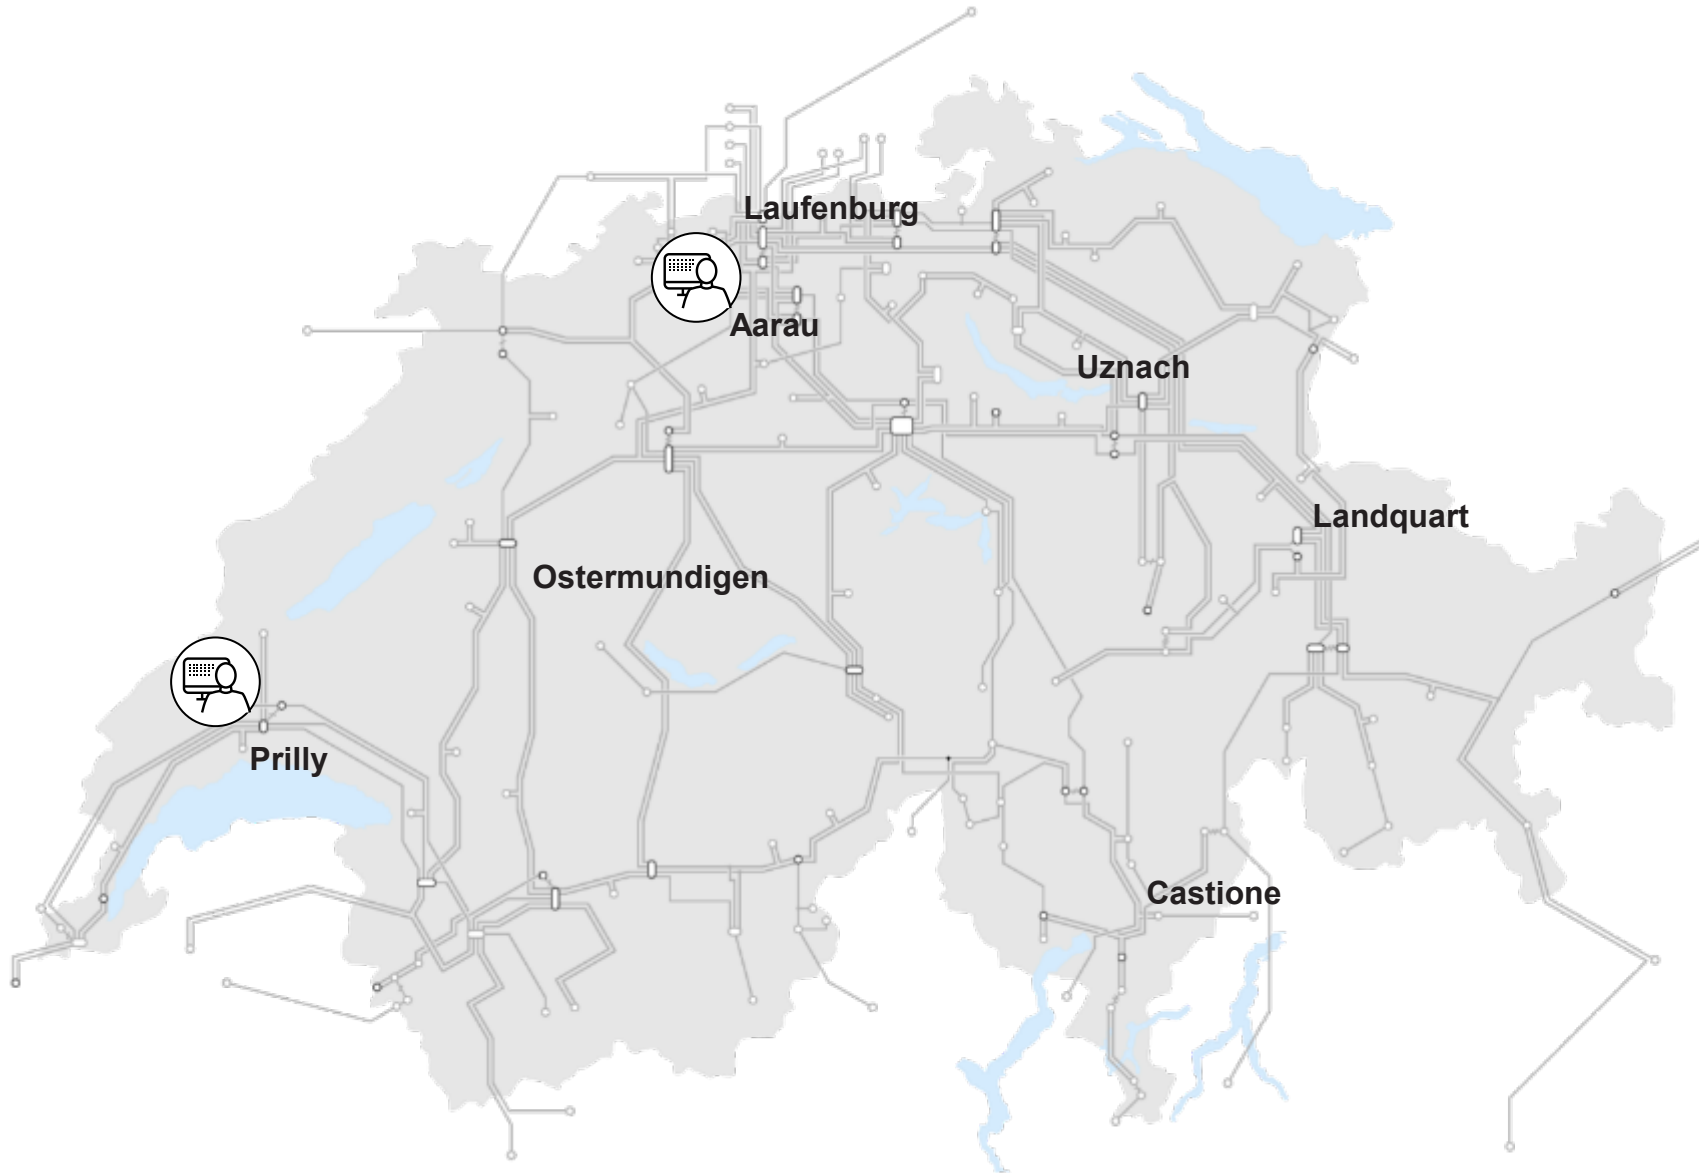 Laufenburg
Aarau
Uznach
Landquart
Ostermundigen
Prilly
Castione